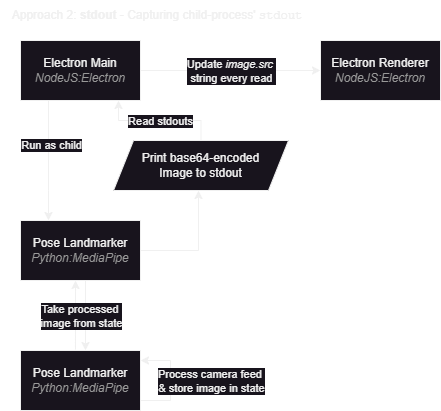 Approach 2: stdout - Capturing child-process' stdout
Electron Main
NodeJS:Electron
Update image.src
string every read
Electron Renderer
NodeJS:Electron
Read stdouts
Run as child
Print base64-encoded
Image to stdout
Pose Landmarker
Python:MediaPipe
Take processed
image from state
Pose Landmarker
Python:MediaPipe
Process camera feed
& store image in state